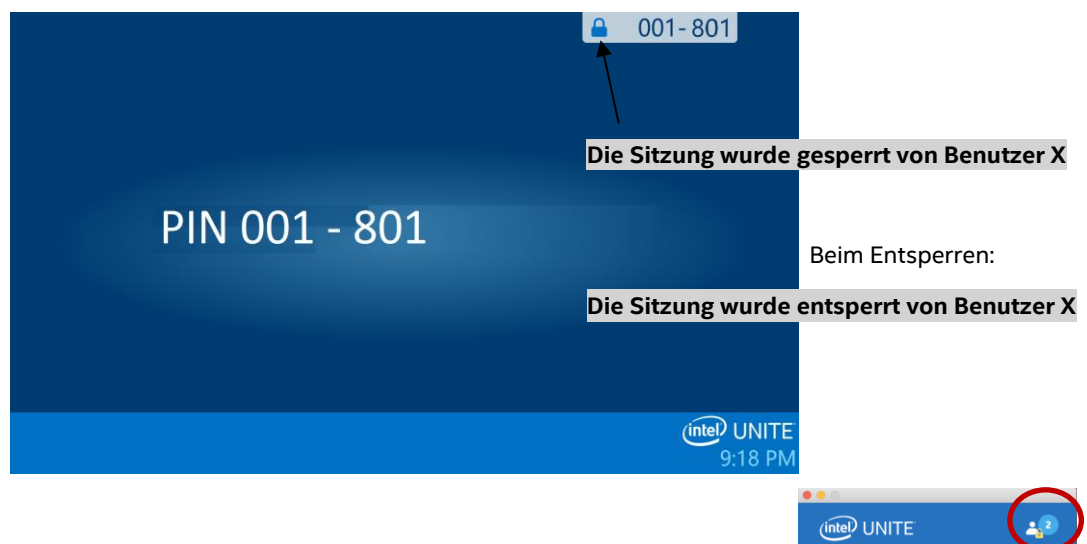 001-801
Die Sitzung wurde gesperrt von Benutzer X
PIN 001 - 801
Beim Entsperren:
Die Sitzung wurde entsperrt von Benutzer X
intel UNITE
9:18 PM
intel UNITE
2